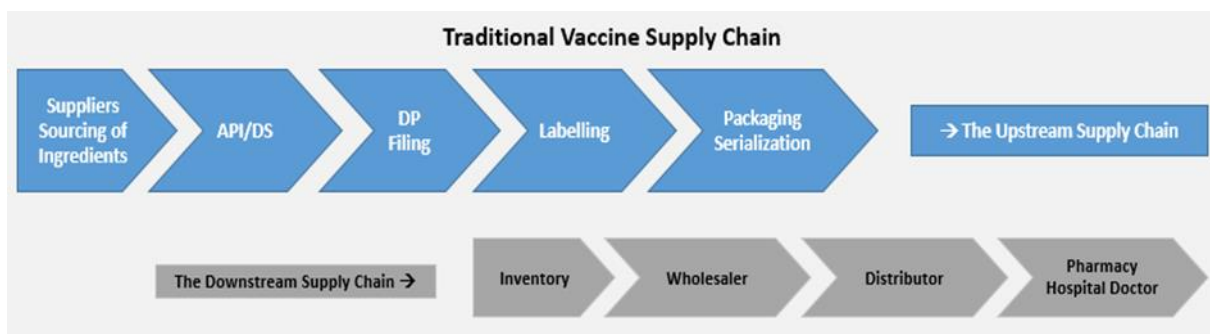 Traditional Vaccine Supply Chain
Suppliers
Sourcing of
Ingredients
API/DS
DP
Filing
Labelling
Packaging
Serialization
→ The Upstream Supply Chain
The Downstream Supply Chain →
Inventory
Wholesaler
Distributor
Pharmacy
Hospital Doctor